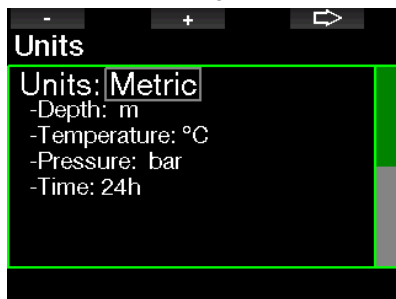 - + ⇨
Units
Units: Metric
-Depth: m
-Temperature: °C
-Pressure: bar
-Time: 24h